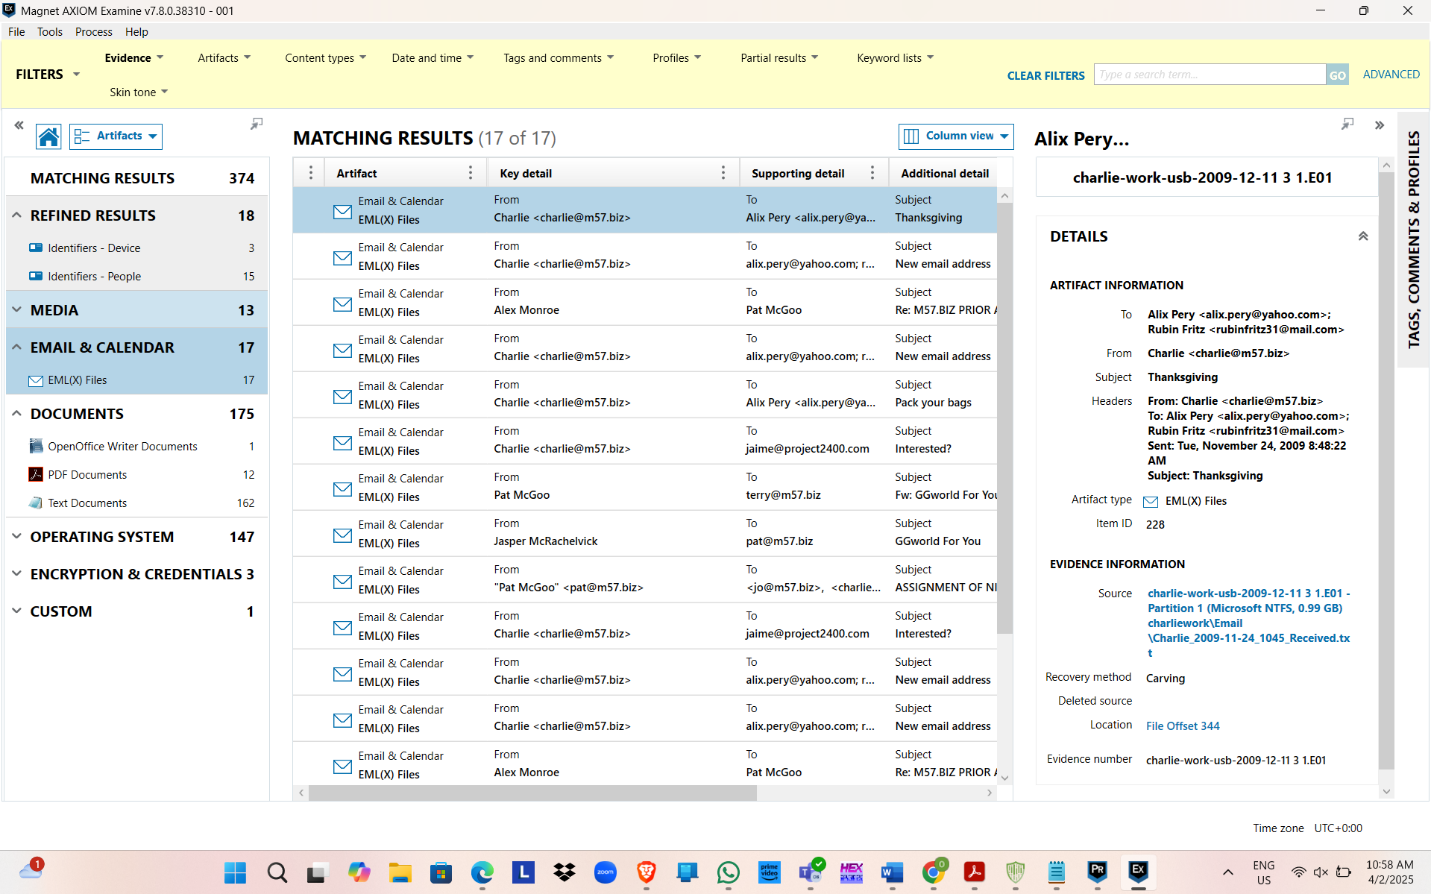 Magnet AXIOM Examine v7.8.0.38310 - 001
File Tools Process Help
FILTERS
Evidence Artifacts Content types Date and time Tags and comments Profiles Partial results Keyword lists
Skin tone
CLEAR FILTERS Type a search term... GO ADVANCED
Artifacts
MATCHING RESULTS 374
REFINED RESULTS 18
Identifiers - Device 3
Identifiers - People 15
MEDIA 13
EMAIL & CALENDAR 17
EML(X) Files 17
DOCUMENTS 175
OpenOffice Writer Documents 1
PDF Documents 12
Text Documents 162
OPERATING SYSTEM 147
ENCRYPTION & CREDENTIALS 3
CUSTOM 1
MATCHING RESULTS (17 of 17)
Column view
Artifact Key detail Supporting detail Additional detail
Email & Calendar From To Subject
EML(X) Files Charlie <charlie@m57.biz> Alix Pery <alix.pery@ya... Thanksgiving
Email & Calendar From To Subject
EML(X) Files Charlie <charlie@m57.biz> alix.pery@yahoo.com; r... New email address
Email & Calendar From To Subject
EML(X) Files Alex Monroe Pat McGoo Re: M57.BIZ PRIOR A
Email & Calendar From To Subject
EML(X) Files Charlie <charlie@m57.biz> alix.pery@yahoo.com; r... New email address
Email & Calendar From To Subject
EML(X) Files Charlie <charlie@m57.biz> Alix Pery <alix.pery@ya... Pack your bags
Email & Calendar From To Subject
EML(X) Files Charlie <charlie@m57.biz> jaime@project2400.com Interested?
Email & Calendar From To Subject
EML(X) Files Pat McGoo terry@m57.biz Fw: GGworld For You
Email & Calendar From To Subject
EML(X) Files Jasper McRachelvick pat@m57.biz GGworld For You
Email & Calendar From To Subject
EML(X) Files "Pat McGoo" <pat@m57.biz> <jo@m57.biz>, <charlie... ASSIGNMENT OF NI
Email & Calendar From To Subject
EML(X) Files Charlie <charlie@m57.biz> jaime@project2400.com Interested?
Email & Calendar From To Subject
EML(X) Files Charlie <charlie@m57.biz> alix.pery@yahoo.com; r... New email address
Email & Calendar From To Subject
EML(X) Files Charlie <charlie@m57.biz> alix.pery@yahoo.com; r... New email address
Email & Calendar From To Subject
EML(X) Files Alex Monroe Pat McGoo Re: M57.BIZ PRIOR A
Alix Pery...
charlie-work-usb-2009-12-11 3 1.E01
DETAILS
ARTIFACT INFORMATION
To Alix Pery <alix.pery@yahoo.com>;
Rubin Fritz <rubinfritz31@mail.com>
From Charlie <charlie@m57.biz>
Subject Thanksgiving
Headers From: Charlie <charlie@m57.biz>
To: Alix Pery <alix.pery@yahoo.com>;
Rubin Fritz <rubinfritz31@mail.com>
Sent: Tue, November 24, 2009 8:48:22
AM
Subject: Thanksgiving
Artifact type EML(X) Files
Item ID 228
EVIDENCE INFORMATION
Source charlie-work-usb-2009-12-11 3 1.E01 -
Partition 1 (Microsoft NTFS, 0.99 GB)
charliework\Email
\Charlie_2009-11-24_1045_Received.tx
t
Recovery method Carving
Deleted source
Location File Offset 344
Evidence number charlie-work-usb-2009-12-11 3 1.E01
TAGS, COMMENTS & PROFILES
Time zone UTC+0:00
1
L
zoom
prime video
HEX
W
0
Pr
Ex
ENG
US
10:58 AM
4/2/2025